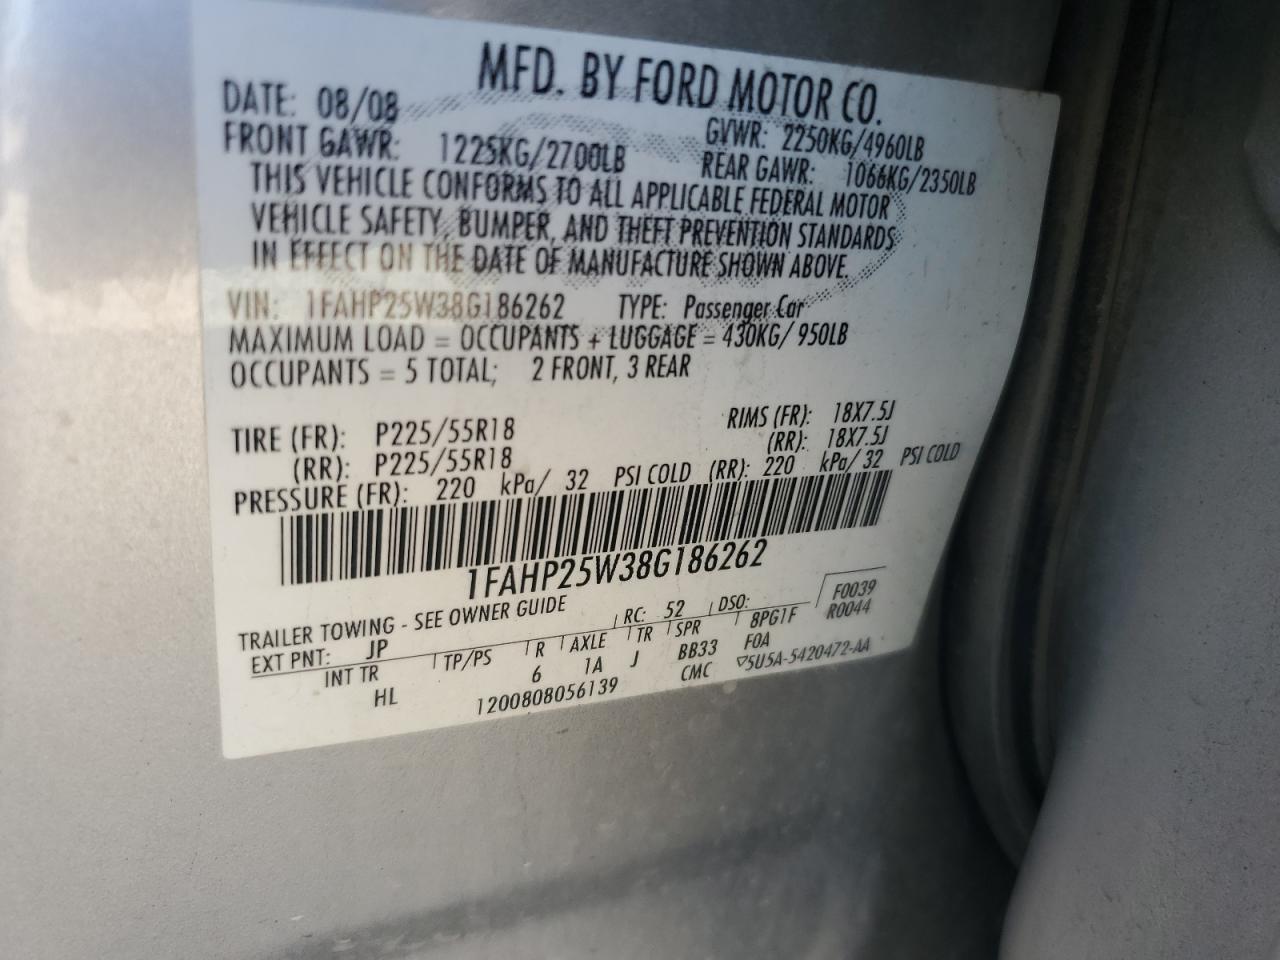 MFD. BY FORD MOTOR CO.
DATE: 08/08 GVWR: 2250KG/4960LB
FRONT GAWR: 1225KG/2700LB REAR GAWR: 1066KG/2350LB
THIS VEHICLE CONFORMS TO ALL APPLICABLE FEDERAL MOTOR
VEHICLE SAFETY, BUMPER, AND THEFT PREVENTION STANDARDS
IN EFFECT ON THE DATE OF MANUFACTURE SHOWN ABOVE.
VIN: 1FAHP25W38G186262 TYPE: Passenger Car
MAXIMUM LOAD = OCCUPANTS + LUGGAGE = 430KG/ 950LB
OCCUPANTS = 5 TOTAL; 2 FRONT, 3 REAR
TIRE (FR): P225/55R18 RIMS (FR): 18X7.5J
(RR): P225/55R18 (RR): 18X7.5J
PRESSURE (FR): 220 kPa/ 32 PSI COLD (RR): 220 kPa/ 32 PSI COLD
1FAHP25W38G186262
TRAILER TOWING - SEE OWNER GUIDE RC: 52 DSO: F0039
EXT PNT: JP 8PG1F R0044
INT TR TP/PS R AXLE TR SPR FOA
HL 6 1A J BB33 ▽5U5A-5420472-AA
1200808056139 CMC